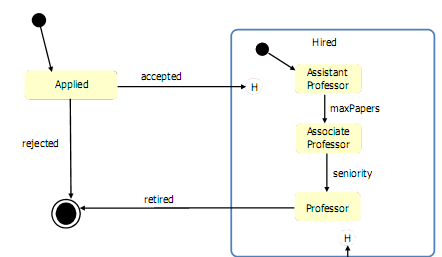 Hired
accepted
Applied
H
Assistant
Professor
maxPapers
rejected
Associate
Professor
seniority
retired
Professor
H